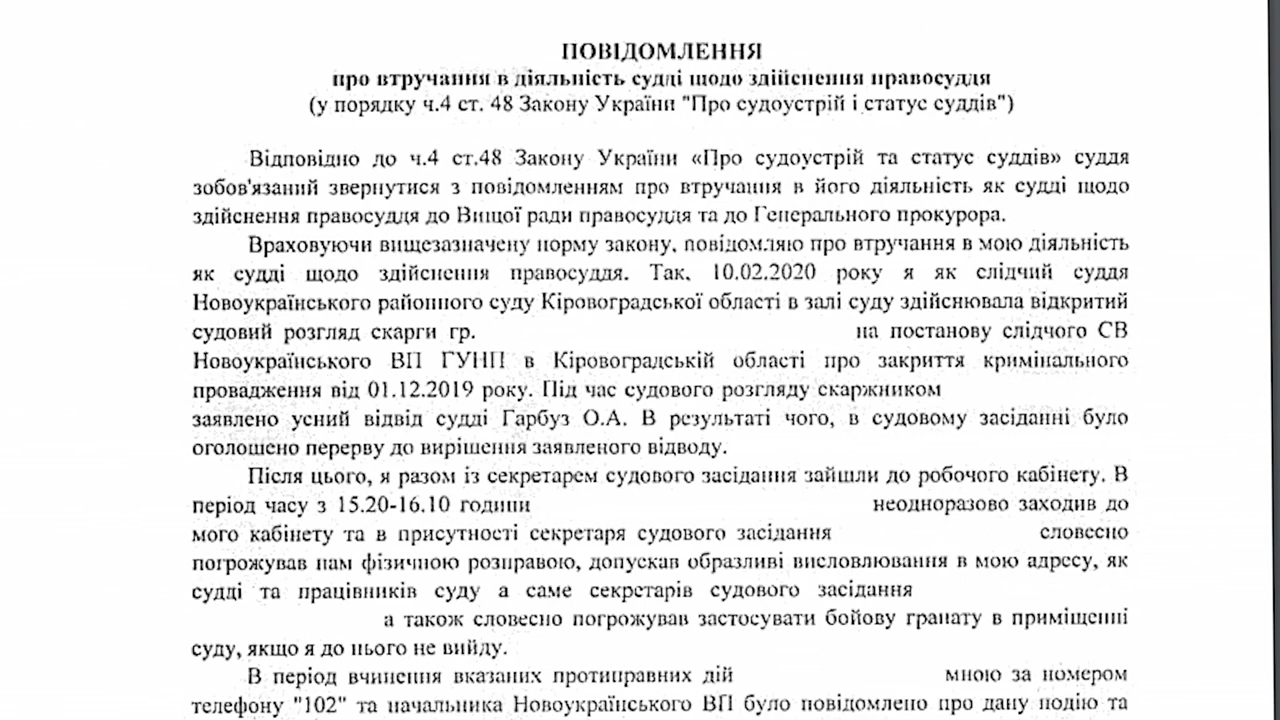 ПОВІДОМЛЕННЯ
про втручання в діяльність судді щодо здійснення правосуддя
(у порядку ч.4 ст. 48 Закону України "Про судоустрій і статус суддів")
Відповідно до ч.4 ст.48 Закону України «Про судоустрій та статус суддів» суддя
зобов'язаний звернутися з повідомленням про втручання в його діяльність як судді щодо
здійснення правосуддя до Вищої ради правосуддя та до Генерального прокурора.
Враховуючи вищезазначену норму закону, повідомляю про втручання в мою діяльність
як судді щодо здійснення правосуддя. Так, 10.02.2020 року я як слідчий суддя
Новоукраїнського районного суду Кіровоградської області в залі суду здійснювала відкритий
судовий розгляд скарги гр. на постанову слідчого СВ
Новоукраїнського ВП ГУНП в Кіровоградській області про закриття кримінального
провадження від 01.12.2019 року. Під час судового розгляду скаржником
заявлено усний відвід судді Гарбуз О.А. В результаті чого, в судовому засіданні було
оголошено перерву до вирішення заявленого відводу.
Після цього, я разом із секретарем судового засідання зайшли до робочого кабінету. В
період часу з 15.20-16.10 години неодноразово заходив до
мого кабінету та в присутності секретаря судового засідання словесно
погрожував нам фізичною розправою, допускав образливі висловлювання в мою адресу, як
судді та працівників суду а саме секретарів судового засідання
а також словесно погрожував застосувати бойову гранату в приміщенні
суду, якщо я до нього не вийду.
В період вчинення вказаних протиправних дій мною за номером
телефону "102" та начальника Новоукраїнського ВП було повідомлено про дану подію та